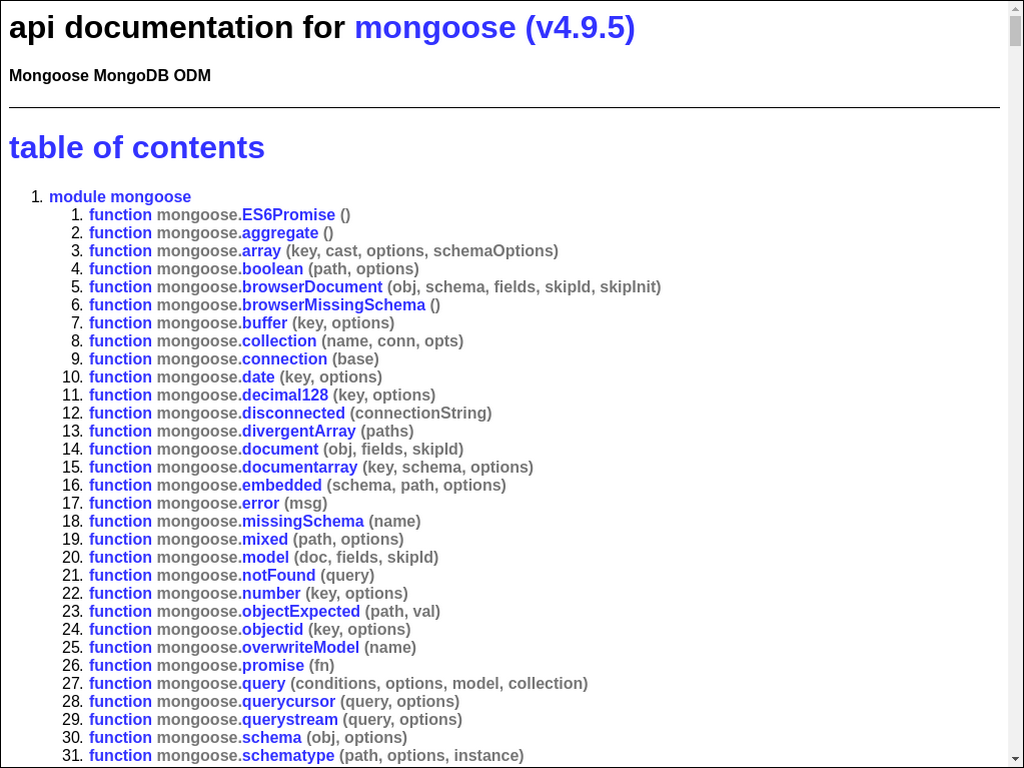 api documentation for mongoose (v4.9.5)
Mongoose MongoDB ODM
table of contents
1. module mongoose
1. function mongoose.ES6Promise ()
2. function mongoose.aggregate ()
3. function mongoose.array (key, cast, options, schemaOptions)
4. function mongoose.boolean (path, options)
5. function mongoose.browserDocument (obj, schema, fields, skipId, skipInit)
6. function mongoose.browserMissingSchema ()
7. function mongoose.buffer (key, options)
8. function mongoose.collection (name, conn, opts)
9. function mongoose.connection (base)
10. function mongoose.date (key, options)
11. function mongoose.decimal128 (key, options)
12. function mongoose.disconnected (connectionString)
13. function mongoose.divergentArray (paths)
14. function mongoose.document (obj, fields, skipId)
15. function mongoose.documentarray (key, schema, options)
16. function mongoose.embedded (schema, path, options)
17. function mongoose.error (msg)
18. function mongoose.missingSchema (name)
19. function mongoose.mixed (path, options)
20. function mongoose.model (doc, fields, skipId)
21. function mongoose.notFound (query)
22. function mongoose.number (key, options)
23. function mongoose.objectExpected (path, val)
24. function mongoose.objectid (key, options)
25. function mongoose.overwriteModel (name)
26. function mongoose.promise (fn)
27. function mongoose.query (conditions, options, model, collection)
28. function mongoose.querycursor (query, options)
29. function mongoose.querystream (query, options)
30. function mongoose.schema (obj, options)
31. function mongoose.schematype (path, options, instance)